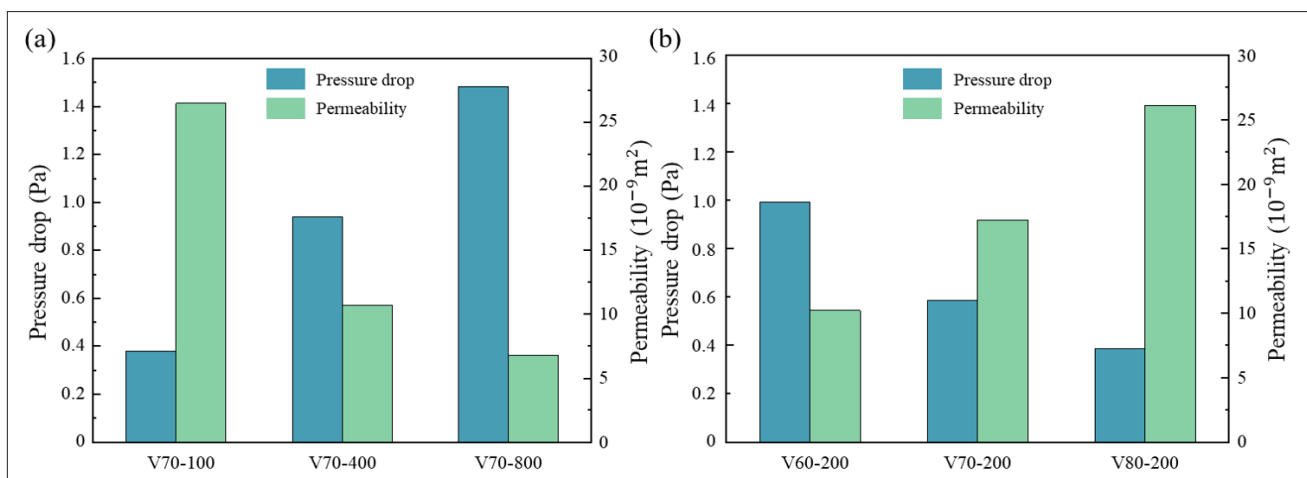 (a)
Pressure drop
Permeability
Pressure drop (Pa)
1.6
1.4
1.2
1.0
0.8
0.6
0.4
0.2
0
30
25
20
15
10
5
0
Permeability (10⁻⁹m²)
V70-100 V70-400 V70-800
(b)
Pressure drop
Permeability
Pressure drop (Pa)
1.6
1.4
1.2
1.0
0.8
0.6
0.4
0.2
0
30
25
20
15
10
5
0
Permeability (10⁻⁹m²)
V60-200 V70-200 V80-200